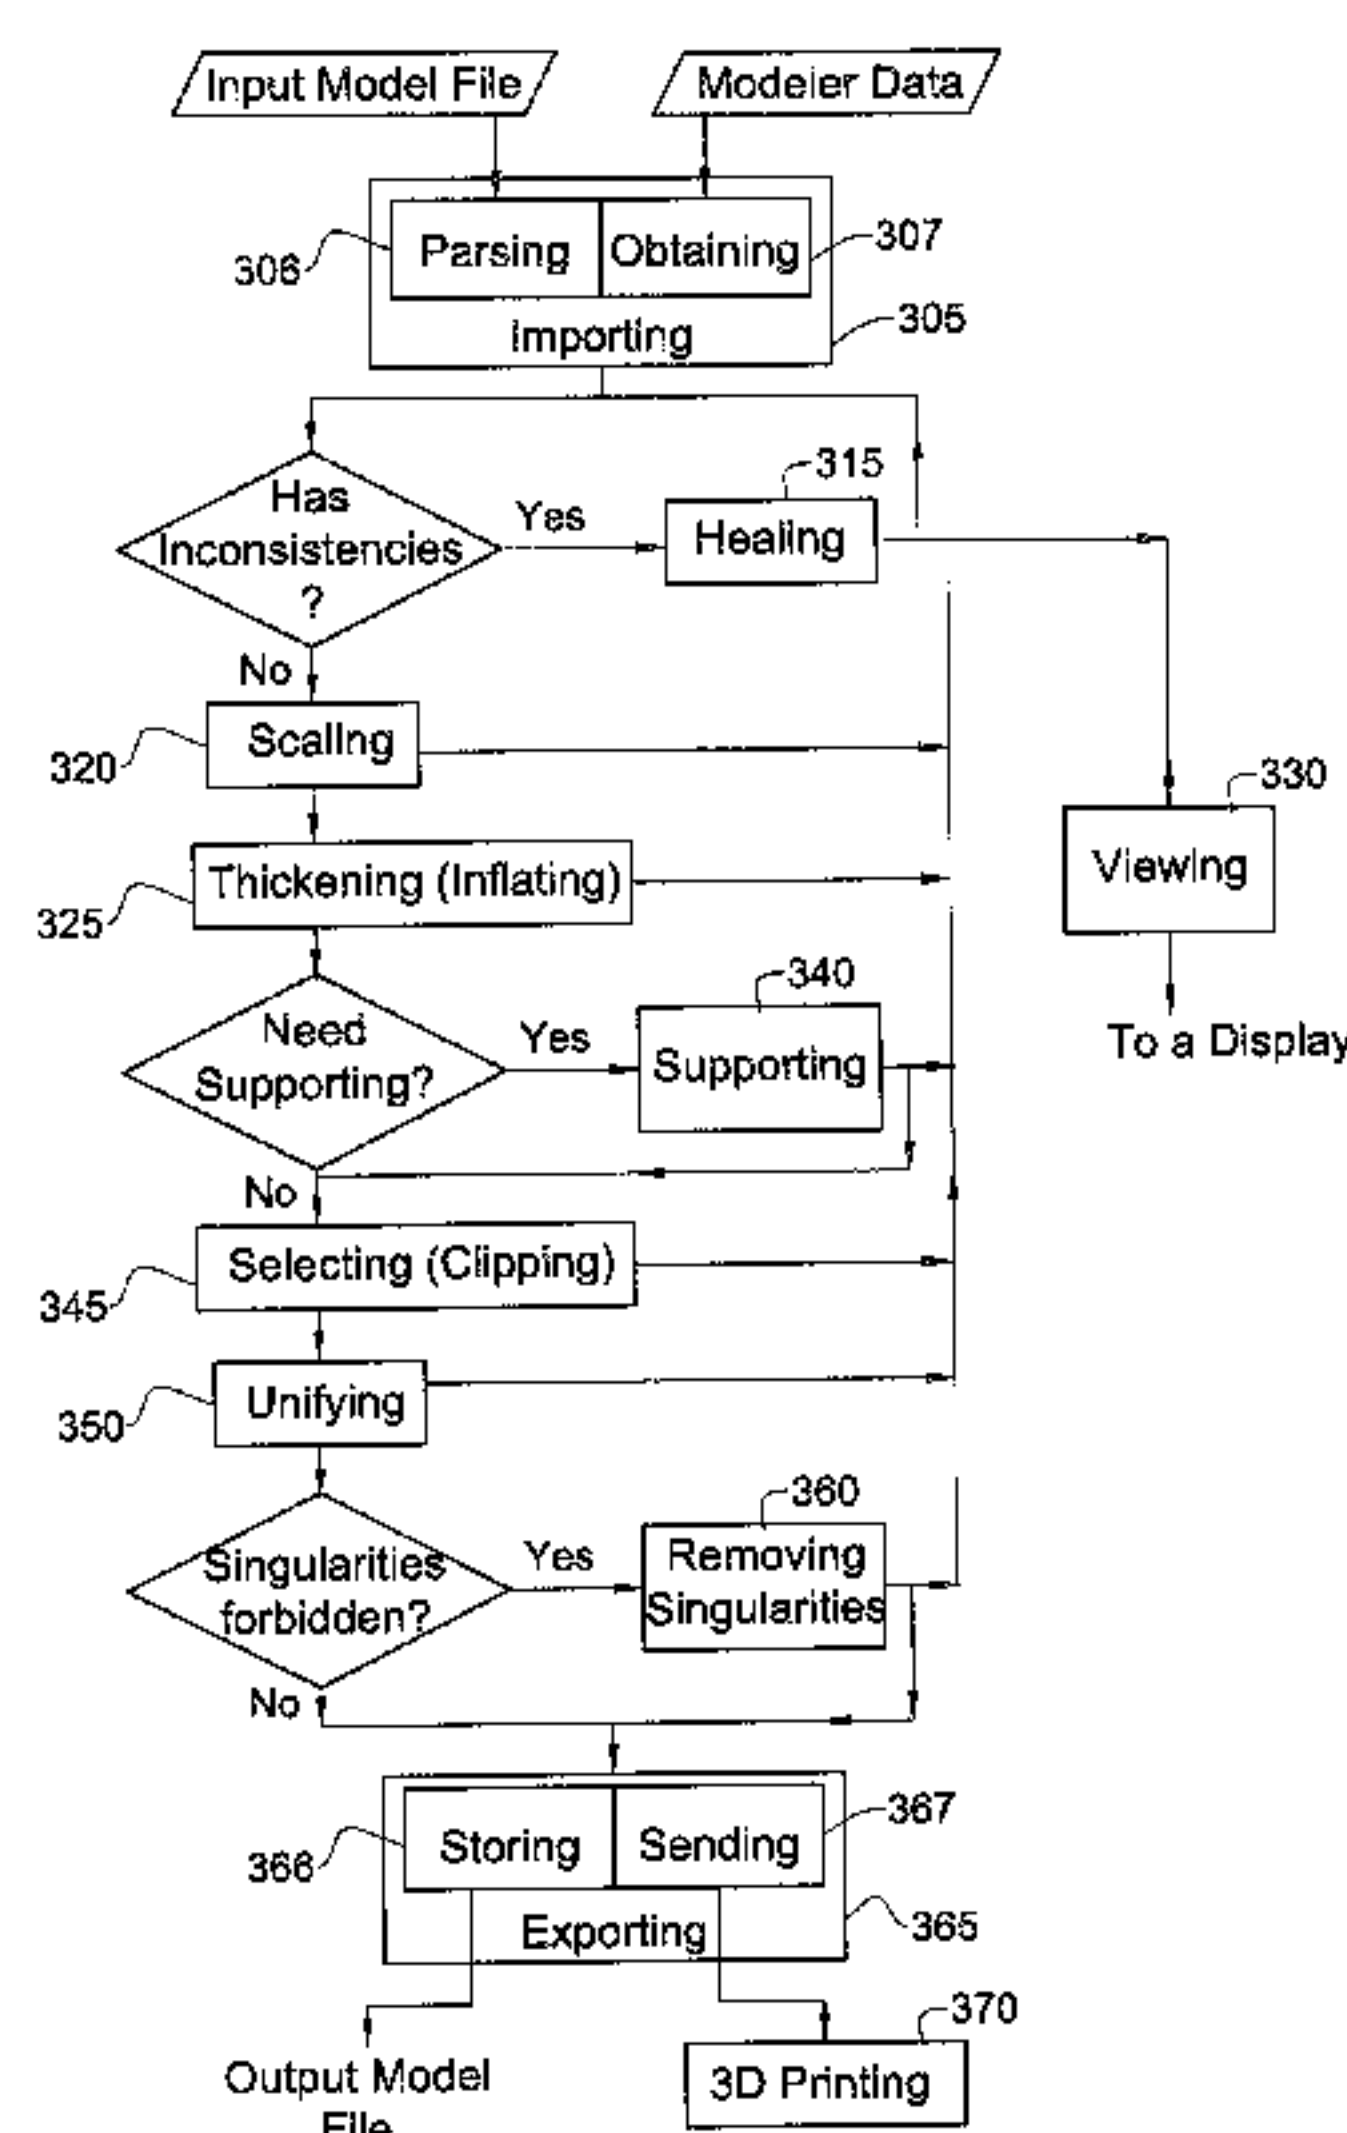 Input Model File
Modeler Data
306
Parsing
Obtaining
307
Importing
305
Has
Inconsistencies
?
Yes
315
Healing
No
320
Scaling
330
Viewing
To a Display
325
Thickening (Inflating)
340
Need
Supporting?
Yes
Supporting
No
345
Selecting (Clipping)
350
Unifying
360
Singularities
forbidden?
Yes
Removing
Singularities
No
366
Storing
Sending
367
Exporting
365
Output Model
File
370
3D Printing